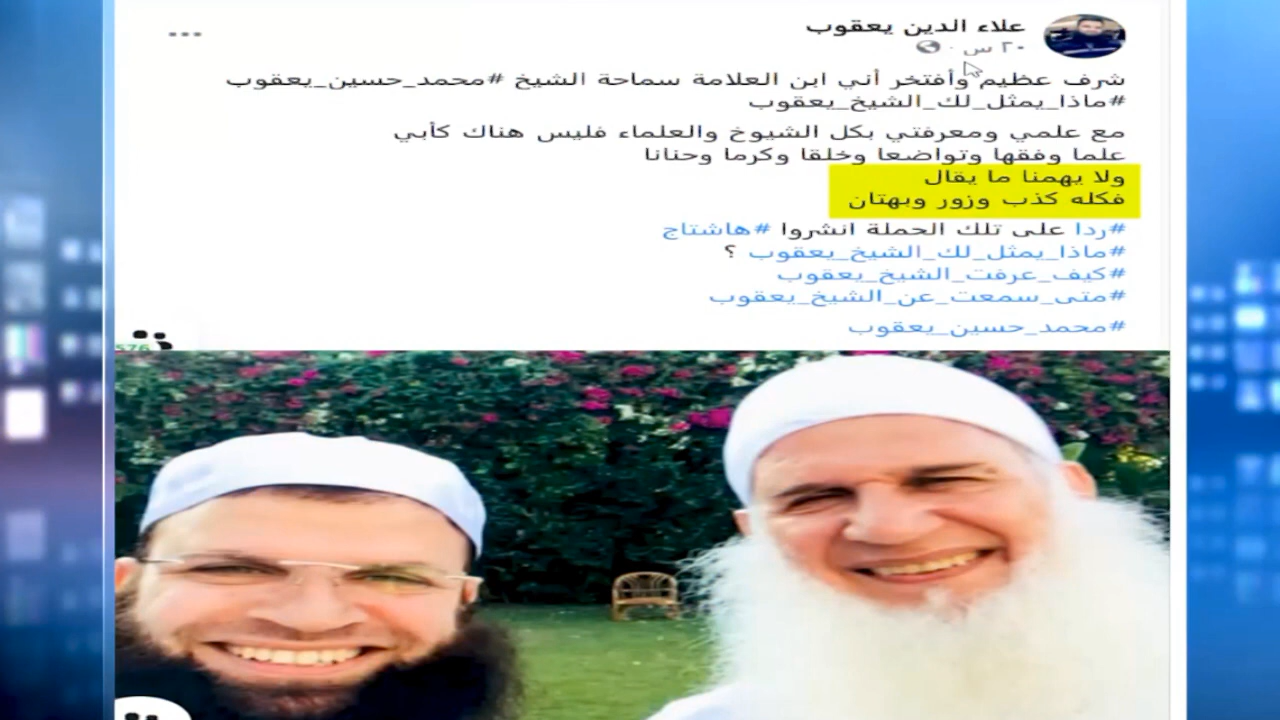 علاء الدين يعقوب
٢٠ س ·
شرف عظيم وأفتخر أني ابن العلامة سماحة الشيخ #محمد_حسين_يعقوب
#ماذا_يمثل_لك_الشيخ_يعقوب
مع علمي ومعرفتي بكل الشيوخ والعلماء فليس هناك كأبي
علما وفقها وتواضعا وخلقا وكرما وحنانا
ولا يهمنا ما يقال
فكله كذب وزور وبهتان
#ردا على تلك الحملة انشروا #هاشتاج
#ماذا_يمثل_لك_الشيخ_يعقوب ؟
#كيف_عرفت_الشيخ_يعقوب
#متى_سمعت_عن_الشيخ_يعقوب
#محمد_حسين_يعقوب
576